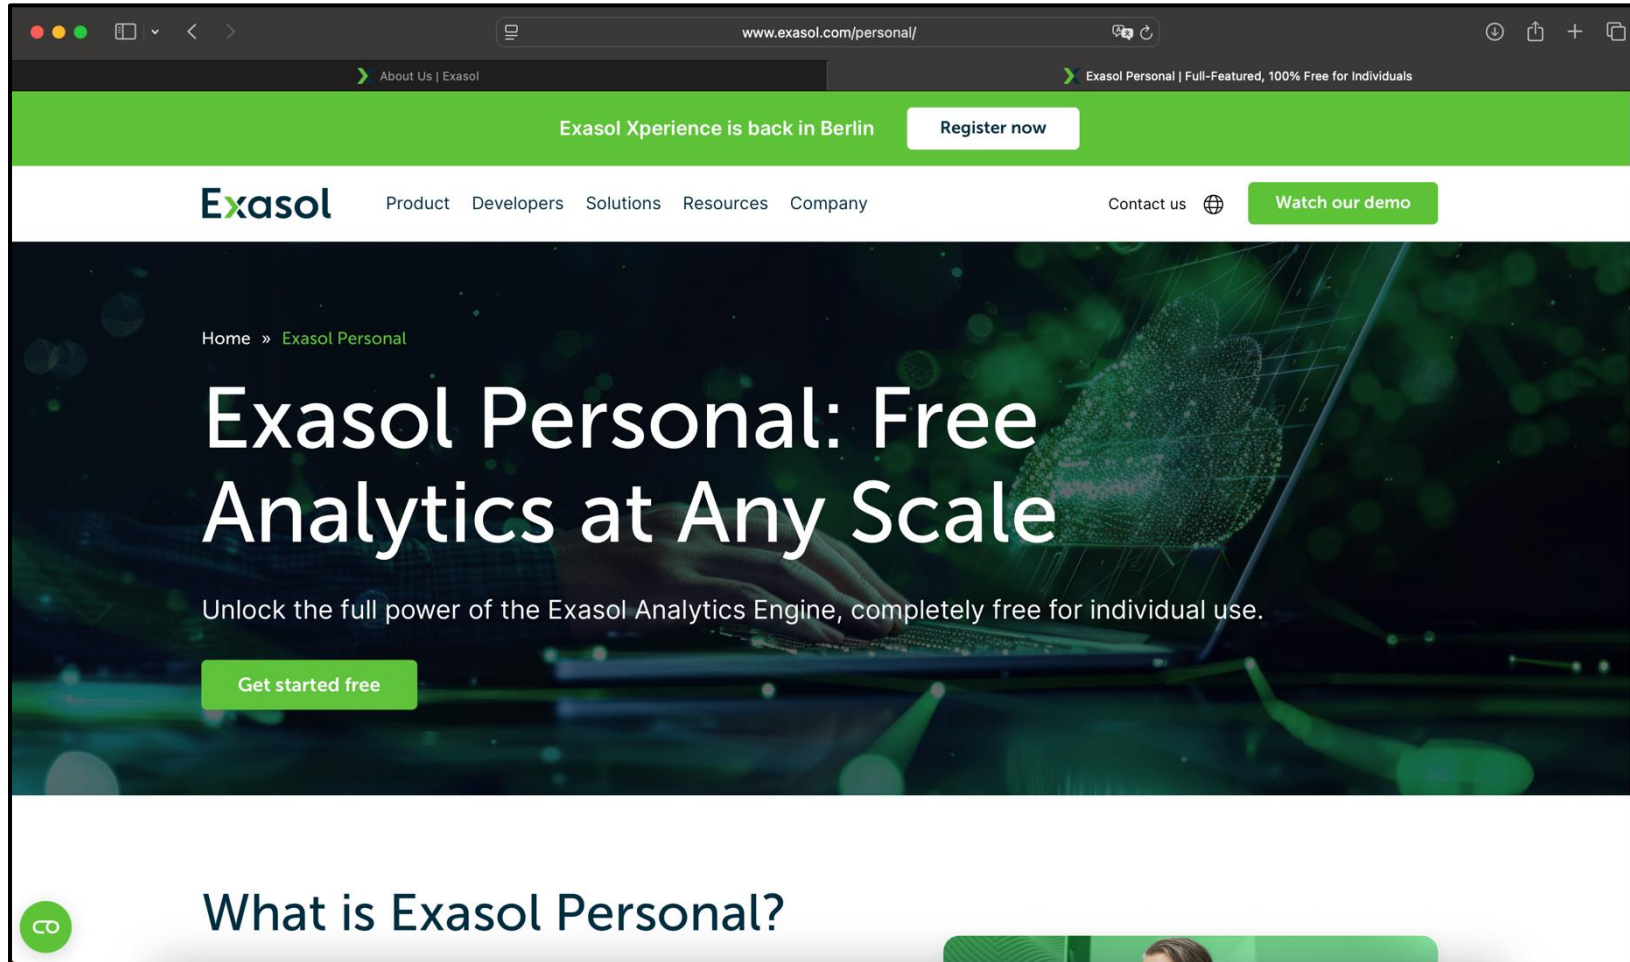 www.exasol.com/personal/
About Us | Exasol
Exasol Personal | Full-Featured, 100% Free for Individuals
Exasol Xperience is back in Berlin
Register now
Exasol
Product Developers Solutions Resources Company
Contact us
Watch our demo
Home » Exasol Personal
Exasol Personal: Free
Analytics at Any Scale
Unlock the full power of the Exasol Analytics Engine, completely free for individual use.
Get started free
What is Exasol Personal?